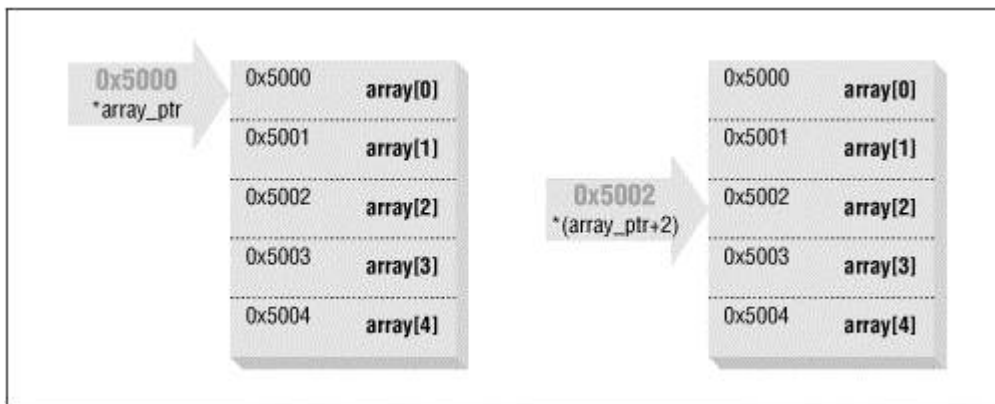 0x5000
*array_ptr
0x5000 array[0]
0x5001 array[1]
0x5002 array[2]
0x5003 array[3]
0x5004 array[4]
0x5002
*(array_ptr+2)
0x5000 array[0]
0x5001 array[1]
0x5002 array[2]
0x5003 array[3]
0x5004 array[4]